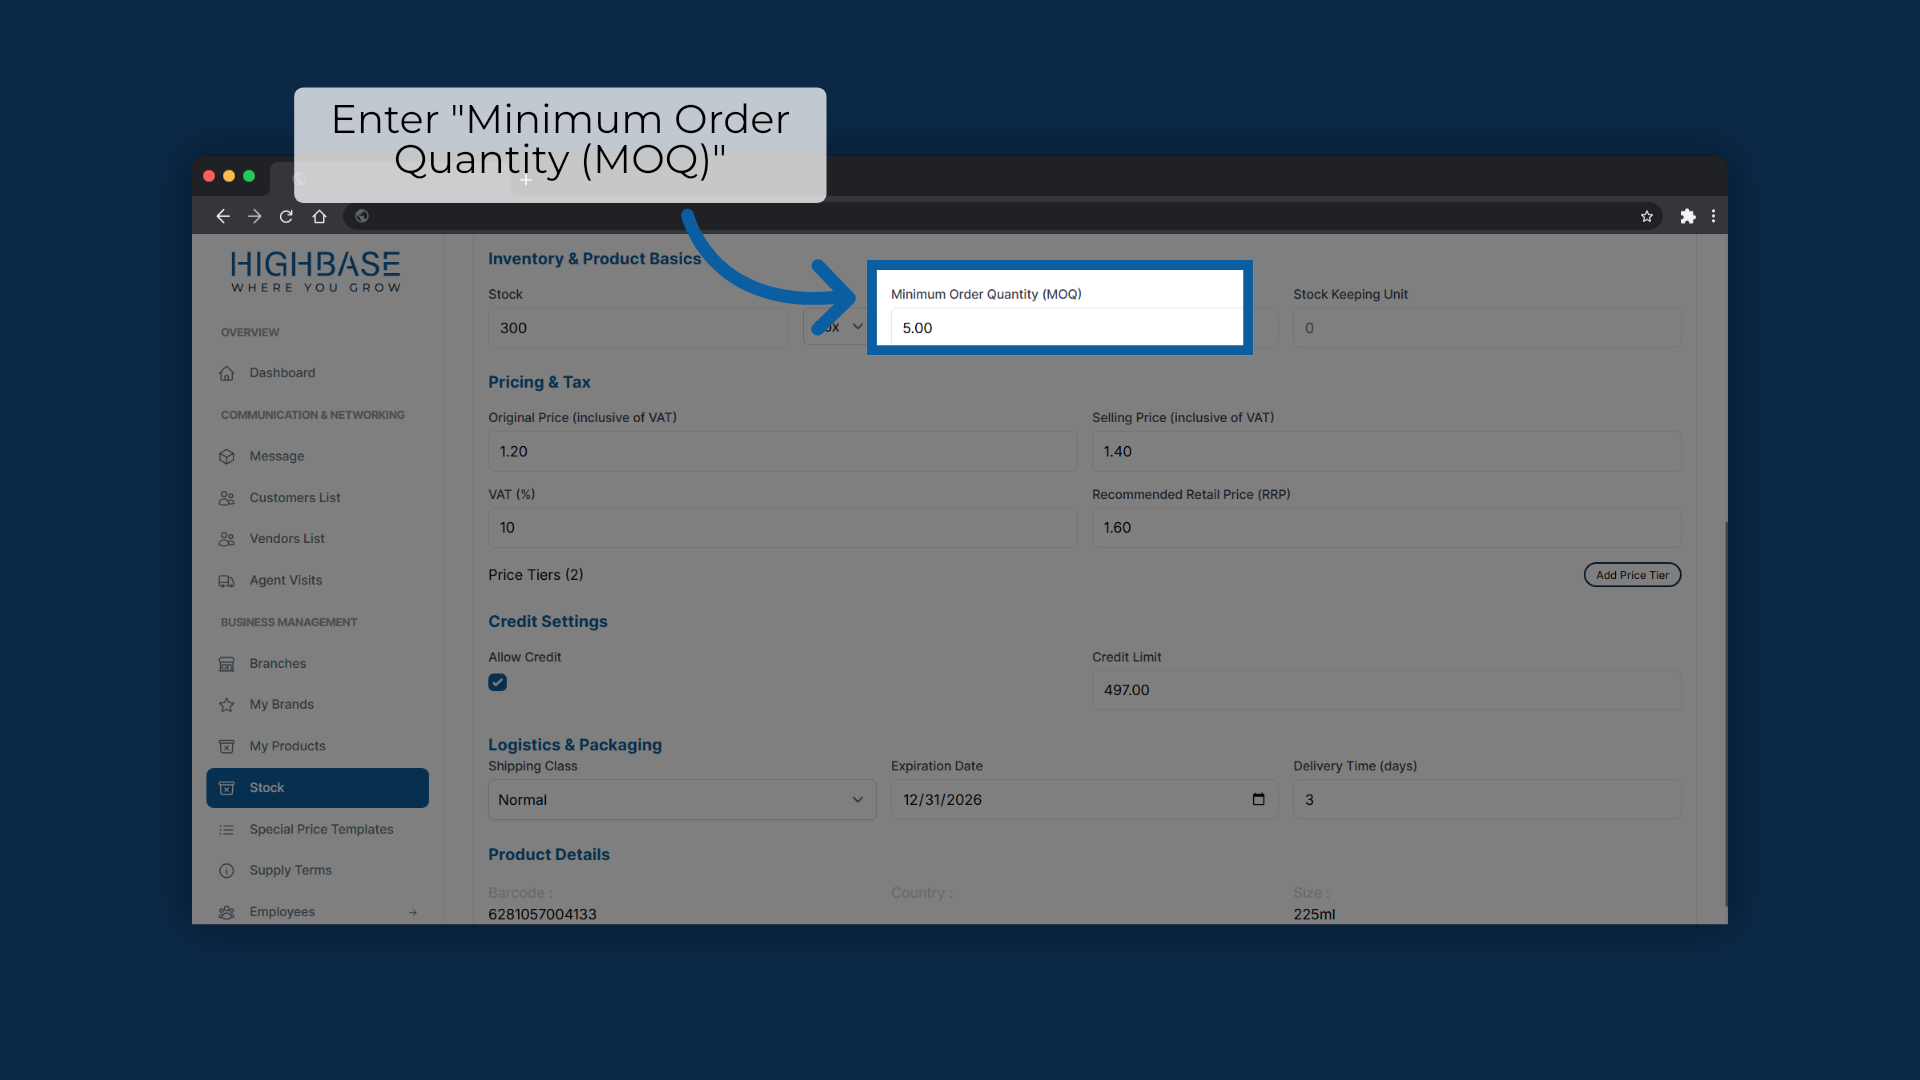 Enter "Minimum Order
Quantity (MOQ)"
HIGHBASE
WHERE YOU GROW
OVERVIEW
Dashboard
COMMUNICATION & NETWORKING
Message
Customers List
Vendors List
Agent Visits
BUSINESS MANAGEMENT
Branches
My Brands
My Products
Stock
Special Price Templates
Supply Terms
Employees
Inventory & Product Basics
Stock
Minimum Order Quantity (MOQ)
Stock Keeping Unit
300
5.00
0
Pricing & Tax
Original Price (inclusive of VAT)
Selling Price (inclusive of VAT)
1.20
1.40
VAT (%)
Recommended Retail Price (RRP)
10
1.60
Price Tiers (2)
Add Price Tier
Credit Settings
Allow Credit
Credit Limit
497.00
Logistics & Packaging
Shipping Class
Expiration Date
Delivery Time (days)
Normal
12/31/2026
3
Product Details
Barcode :
Country :
Size :
6281057004133
225ml